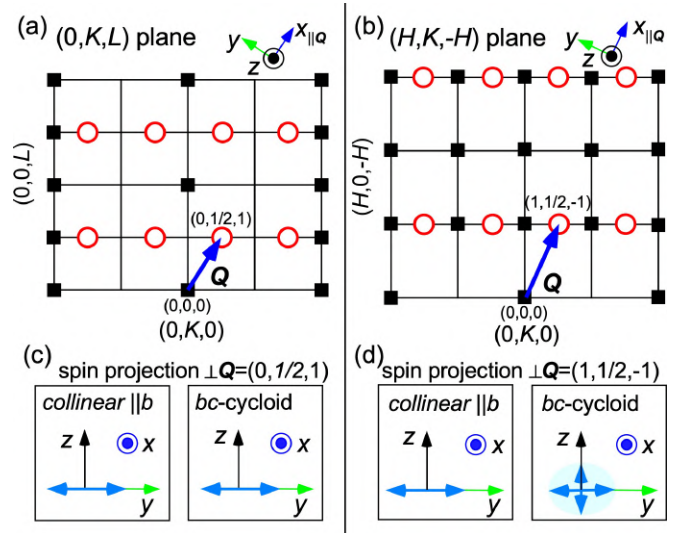 (a)
(0,K,L) plane
y
x||Q
z
(0,0,L)
(0,1/2,1)
Q
(0,0,0)
(0,K,0)
(b)
(H,K,-H) plane
y
x||Q
z
(H,0,-H)
(1,1/2,-1)
Q
(0,0,0)
(0,K,0)
(c)
spin projection ⊥Q=(0,1/2,1)
collinear ||b
z
x
y
bc-cycloid
z
x
y
(d)
spin projection ⊥Q=(1,1/2,-1)
collinear ||b
z
x
y
bc-cycloid
z
x
y